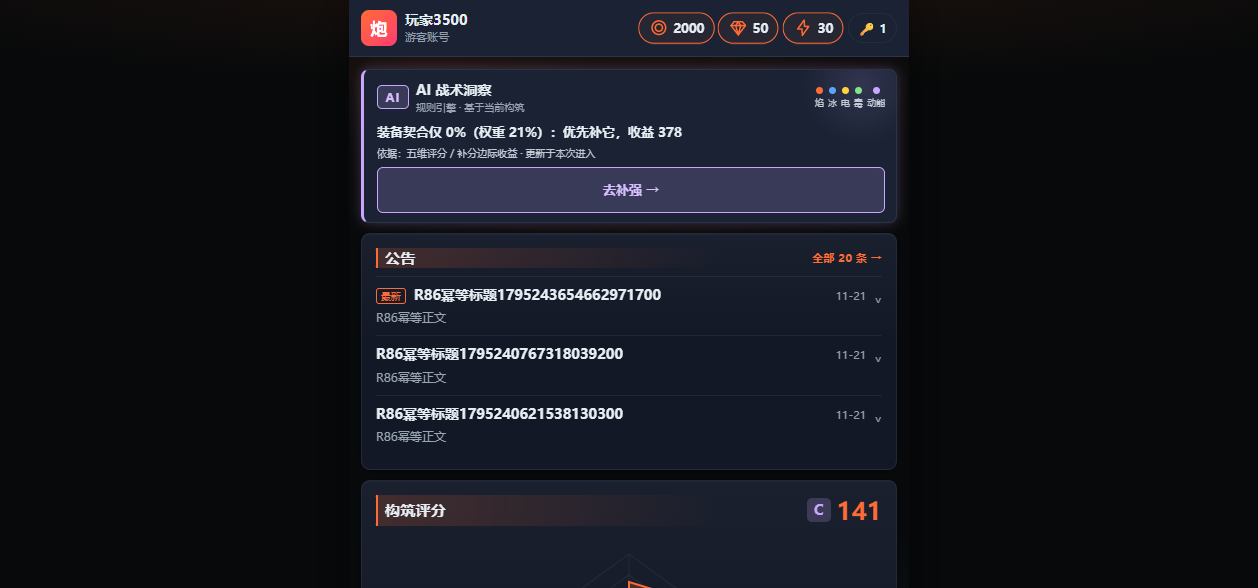 炮 玩家3500 2000 50 30 1
游客账号
AI AI 战术洞察
规则引擎 · 基于当前构筑
焰 冰 电 毒 动能
装备契合仅 0%（权重 21%）：优先补它，收益 378
依据：五维评分 / 补分边际收益 · 更新于本次进入
去补强 →
公告 全部 20 条 →
最新 R86幂等标题1795243654662971700 11-21 v
R86幂等正文
R86幂等标题1795240767318039200 11-21 v
R86幂等正文
R86幂等标题1795240621538130300 11-21 v
R86幂等正文
构筑评分 C 141